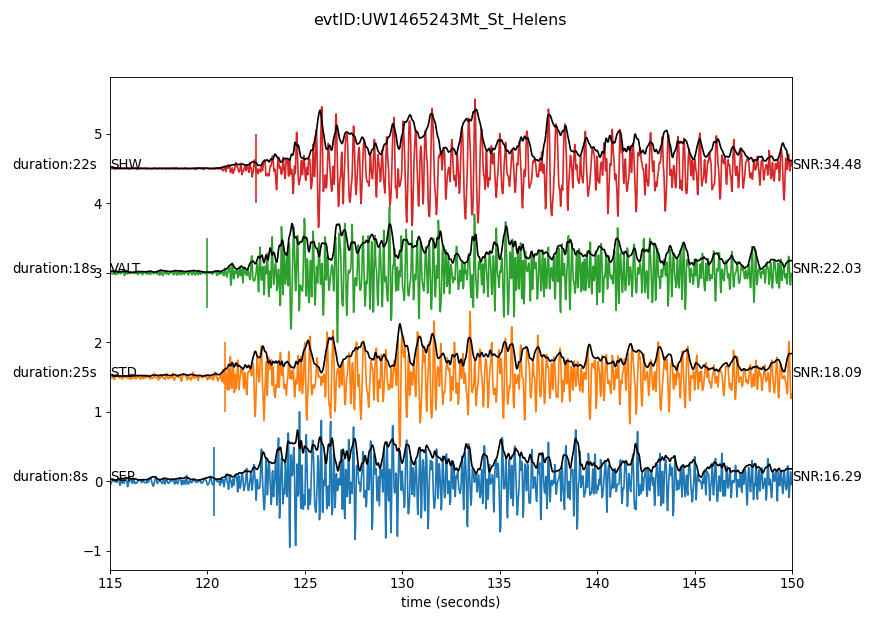 evtID:UW1465243Mt_St_Helens
5
duration:22s SHW SNR:34.48
4
duration:18s VALT SNR:22.03
3
2
duration:25s STD SNR:18.09
1
duration:8s SEP SNR:16.29
0
−1
115 120 125 130 135 140 145 150
time (seconds)